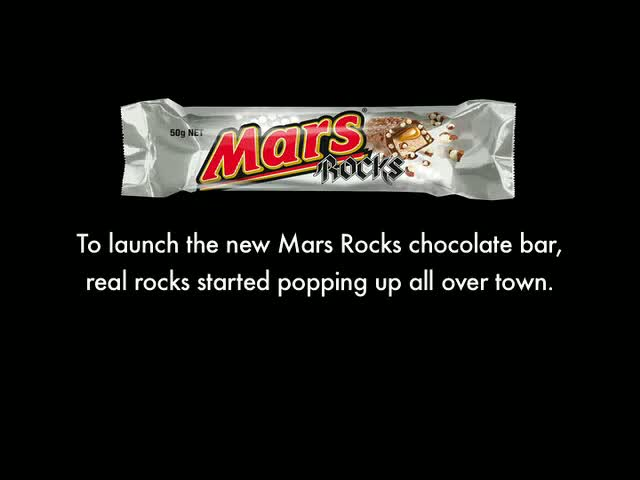 50g NET
Mars
Rocks
To launch the new Mars Rocks chocolate bar,
real rocks started popping up all over town.